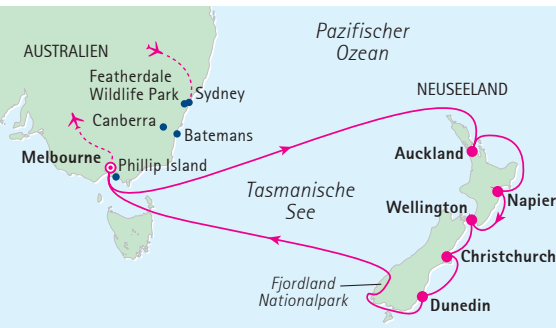 Pazifischer
Ozean
AUSTRALIEN
Featherdale
Wildlife Park
Sydney
NEUSEELAND
Canberra
Batemans
Melbourne
Phillip Island
Auckland
Tasmanische
See
Napier
Wellington
Christchurch
Fjordland
Nationalpark
Dunedin